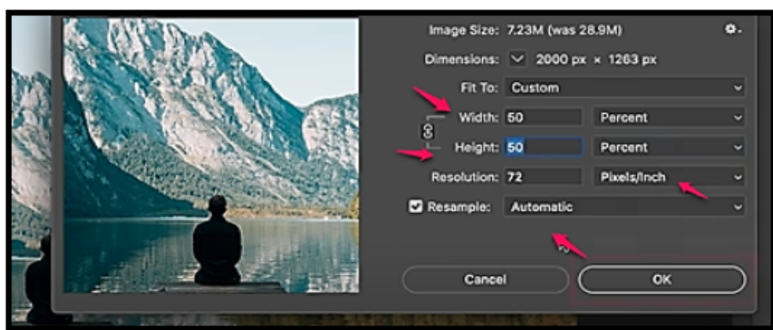 Image Size: 7.23M (was 28.9M)
Dimensions: 2000 px × 1263 px
Fit To: Custom
Width: 50 Percent
Height: 50 Percent
Resolution: 72 Pixels/Inch
Resample: Automatic
Cancel OK